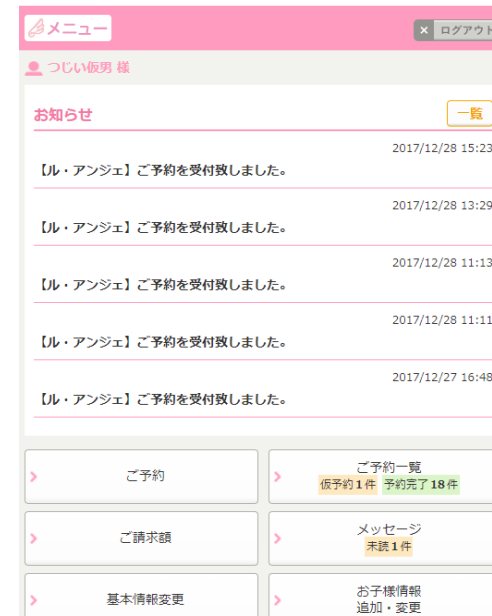 メニュー
× ログアウト
つじい仮男 様
お知らせ
一覧
2017/12/28 15:23
【ル・アンジェ】ご予約を受付致しました。
2017/12/28 13:29
【ル・アンジェ】ご予約を受付致しました。
2017/12/28 11:13
【ル・アンジェ】ご予約を受付致しました。
2017/12/28 11:11
【ル・アンジェ】ご予約を受付致しました。
2017/12/27 16:48
【ル・アンジェ】ご予約を受付致しました。
ご予約
ご予約一覧
仮予約1件 予約完了18件
ご請求額
メッセージ
未読1件
基本情報変更
お子様情報
追加・変更